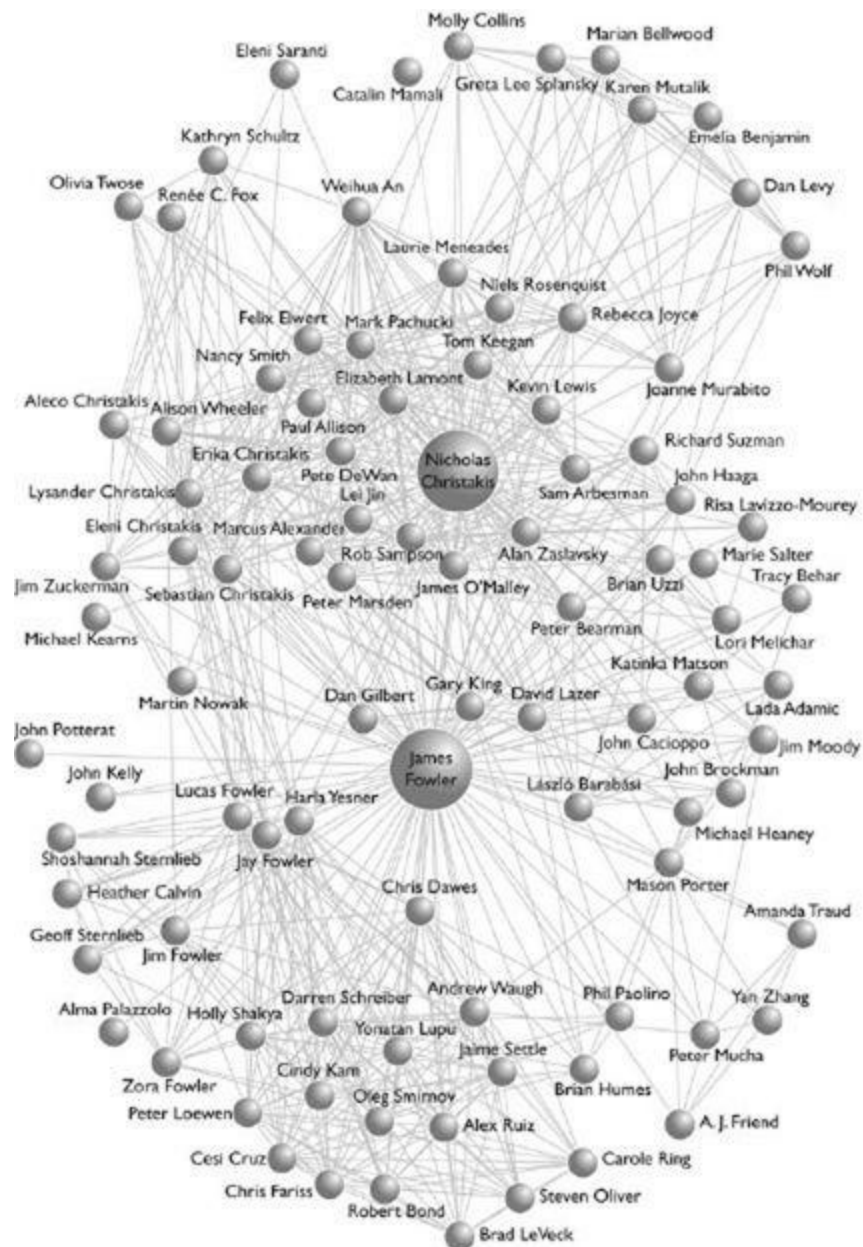 Molly Collins
Marian Bellwood
Eleni Saranti
Greta Lee Splansky
Karen Mutalik
Catalin Mamali
Emelia Benjamin
Kathryn Schultz
Olivia Twose
Renée C. Fox
Weihua An
Dan Levy
Laurie Meneades
Phil Wolf
Niels Rosenquist
Felix Elwert
Mark Pachucki
Rebecca Joyce
Nancy Smith
Tom Keegan
Elizabeth Lamont
Kevin Lewis
Joanne Murabito
Aleco Christakis
Alison Wheeler
Paul Allison
Richard Suzman
Erika Christakis
Nicholas
Christakis
Pete DeWan
John Haaga
Lysander Christakis
Lei Jin
Sam Arbesman
Risa Lavizzo-Mourey
Eleni Christakis
Marcus Alexander
Rob Sampson
Alan Zaslavsky
Marie Salter
Jim Zuckerman
Sebastian Christakis
James O'Malley
Brian Uzzi
Tracy Behar
Peter Marsden
Michael Kearns
Peter Bearman
Lori Melichar
Katinka Matson
Martin Nowak
Dan Gilbert
Gary King
David Lazer
Lada Adamic
John Potterat
John Cacioppo
Jim Moody
James
Fowler
John Kelly
John Brockman
Lucas Fowler
Harla Yesner
László Barabási
Michael Heaney
Shoshannah Sternlieb
Jay Fowler
Heather Calvin
Chris Dawes
Mason Porter
Amanda Traud
Geoff Sternlieb
Jim Fowler
Andrew Waugh
Phil Paolino
Yan Zhang
Alma Palazzolo
Holly Shakya
Darren Schreiber
Yonatan Lupu
Jaime Settle
Peter Mucha
Zora Fowler
Cindy Kam
Brian Humes
Peter Loewen
Oleg Smirnov
Alex Ruiz
A. J. Friend
Cesi Cruz
Carole Ring
Chris Fariss
Robert Bond
Steven Oliver
Brad LeVeck